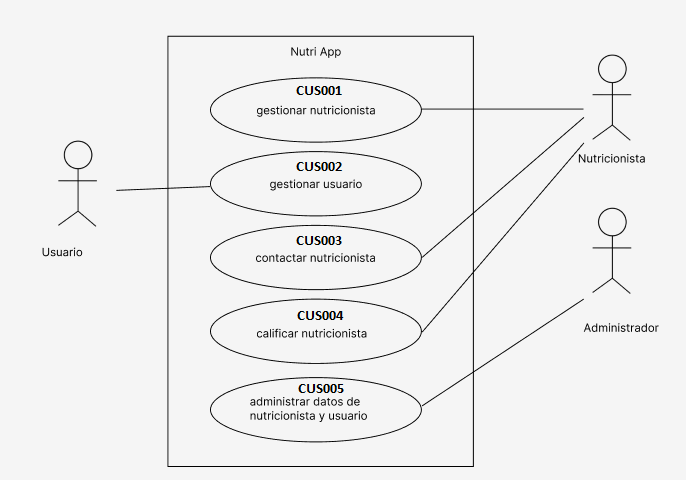 Nutri App
CUS001
gestionar nutricionista
CUS002
gestionar usuario
CUS003
contactar nutricionista
CUS004
calificar nutricionista
CUS005
administrar datos de
nutricionista y usuario
Usuario
Nutricionista
Administrador